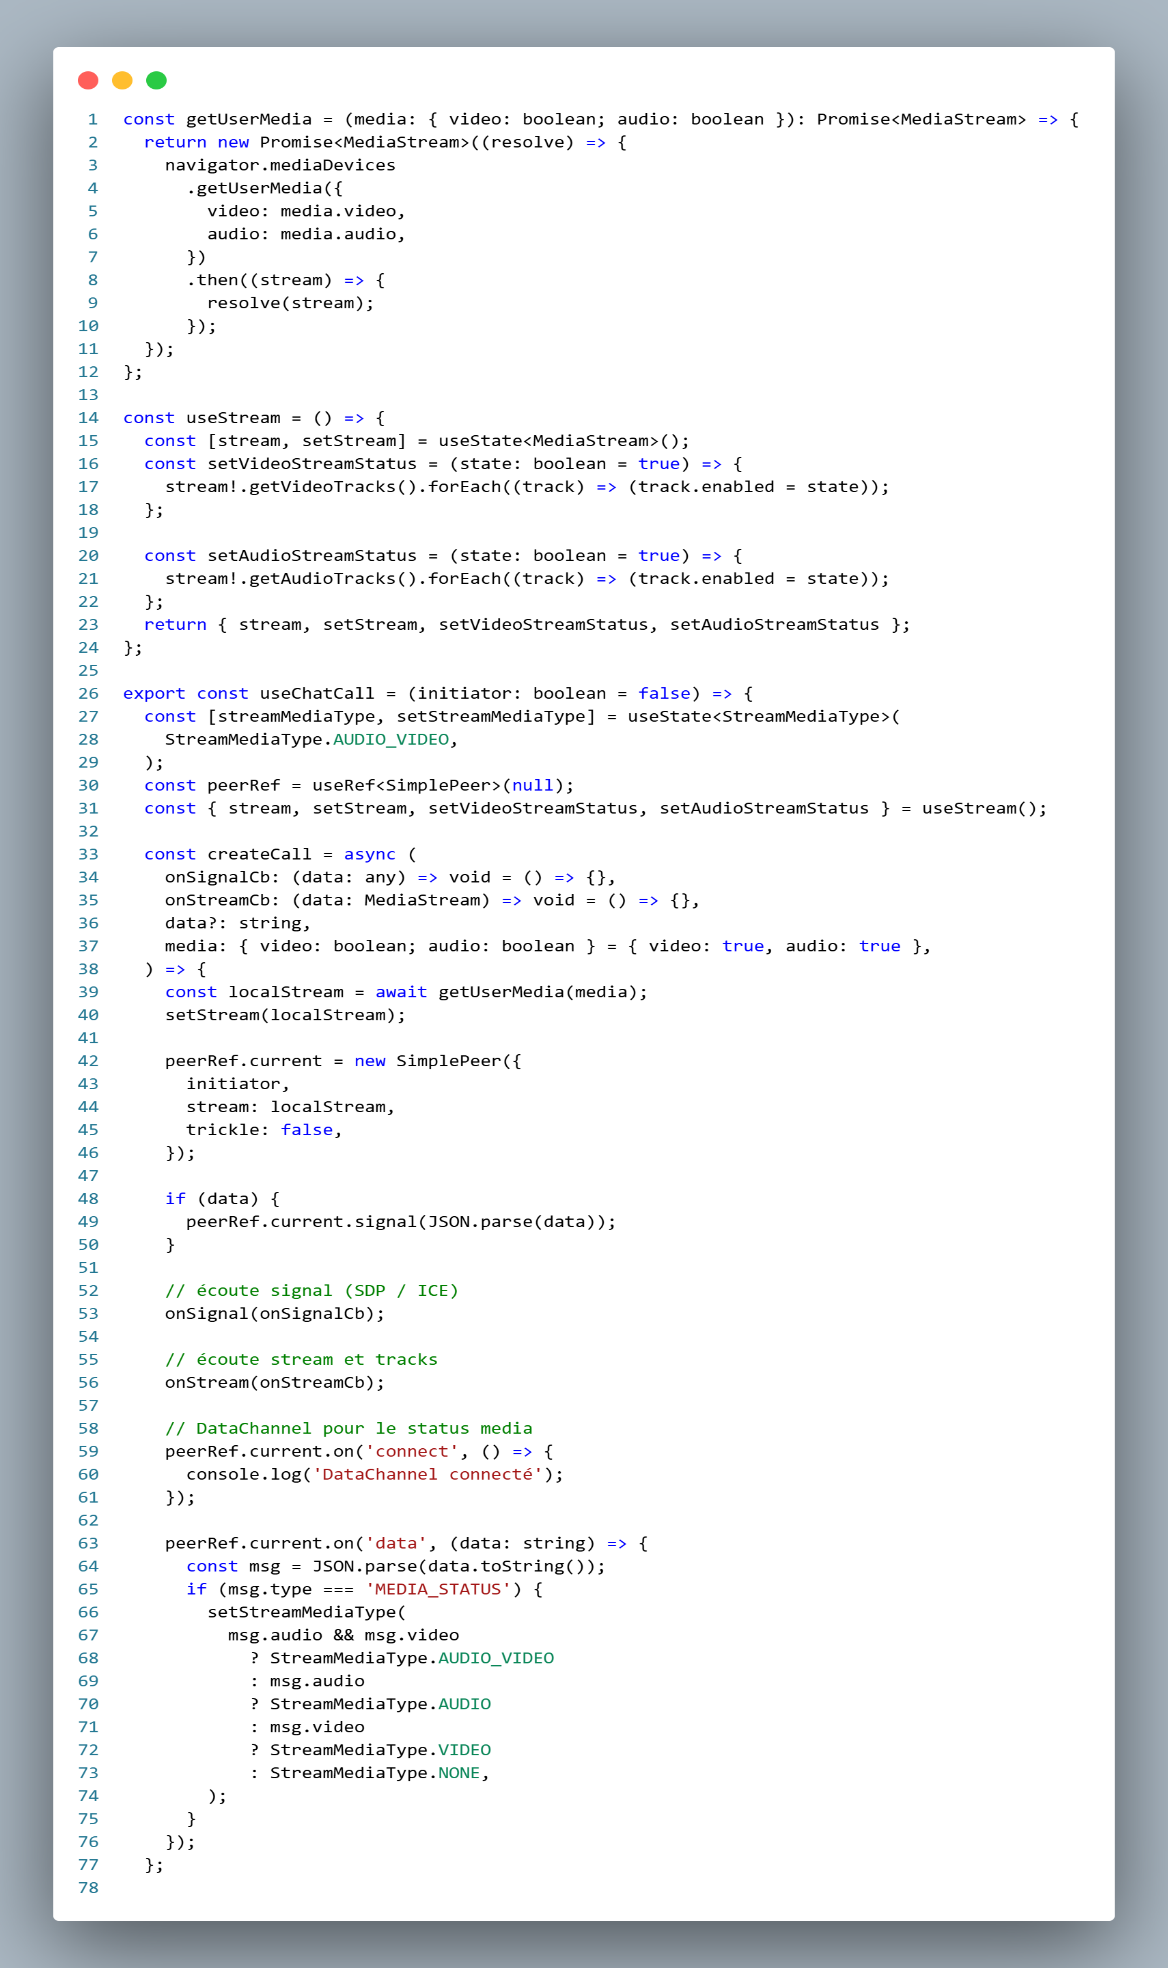 1 const getUserMedia = (media: { video: boolean; audio: boolean }): Promise<MediaStream> => {
2   return new Promise<MediaStream>((resolve) => {
3     navigator.mediaDevices
4       .getUserMedia({
5         video: media.video,
6         audio: media.audio,
7       })
8       .then((stream) => {
9         resolve(stream);
10       });
11   });
12 };
13
14 const useStream = () => {
15   const [stream, setStream] = useState<MediaStream>();
16   const setVideoStreamStatus = (state: boolean = true) => {
17     stream!.getVideoTracks().forEach((track) => (track.enabled = state));
18   };
19
20   const setAudioStreamStatus = (state: boolean = true) => {
21     stream!.getAudioTracks().forEach((track) => (track.enabled = state));
22   };
23   return { stream, setStream, setVideoStreamStatus, setAudioStreamStatus };
24 };
25
26 export const useChatCall = (initiator: boolean = false) => {
27   const [streamMediaType, setStreamMediaType] = useState<StreamMediaType>(
28     StreamMediaType.AUDIO_VIDEO,
29   );
30   const peerRef = useRef<SimplePeer>(null);
31   const { stream, setStream, setVideoStreamStatus, setAudioStreamStatus } = useStream();
32
33   const createCall = async (
34     onSignalCb: (data: any) => void = () => {},
35     onStreamCb: (data: MediaStream) => void = () => {},
36     data?: string,
37     media: { video: boolean; audio: boolean } = { video: true, audio: true },
38   ) => {
39     const localStream = await getUserMedia(media);
40     setStream(localStream);
41
42     peerRef.current = new SimplePeer({
43       initiator,
44       stream: localStream,
45       trickle: false,
46     });
47
48     if (data) {
49       peerRef.current.signal(JSON.parse(data));
50     }
51
52     // écoute signal (SDP / ICE)
53     onSignal(onSignalCb);
54
55     // écoute stream et tracks
56     onStream(onStreamCb);
57
58     // DataChannel pour le status media
59     peerRef.current.on('connect', () => {
60       console.log('DataChannel connecté');
61     });
62
63     peerRef.current.on('data', (data: string) => {
64       const msg = JSON.parse(data.toString());
65       if (msg.type === 'MEDIA_STATUS') {
66         setStreamMediaType(
67           msg.audio && msg.video
68             ? StreamMediaType.AUDIO_VIDEO
69             : msg.audio
70             ? StreamMediaType.AUDIO
71             : msg.video
72             ? StreamMediaType.VIDEO
73             : StreamMediaType.NONE,
74         );
75       }
76     });
77   };
78